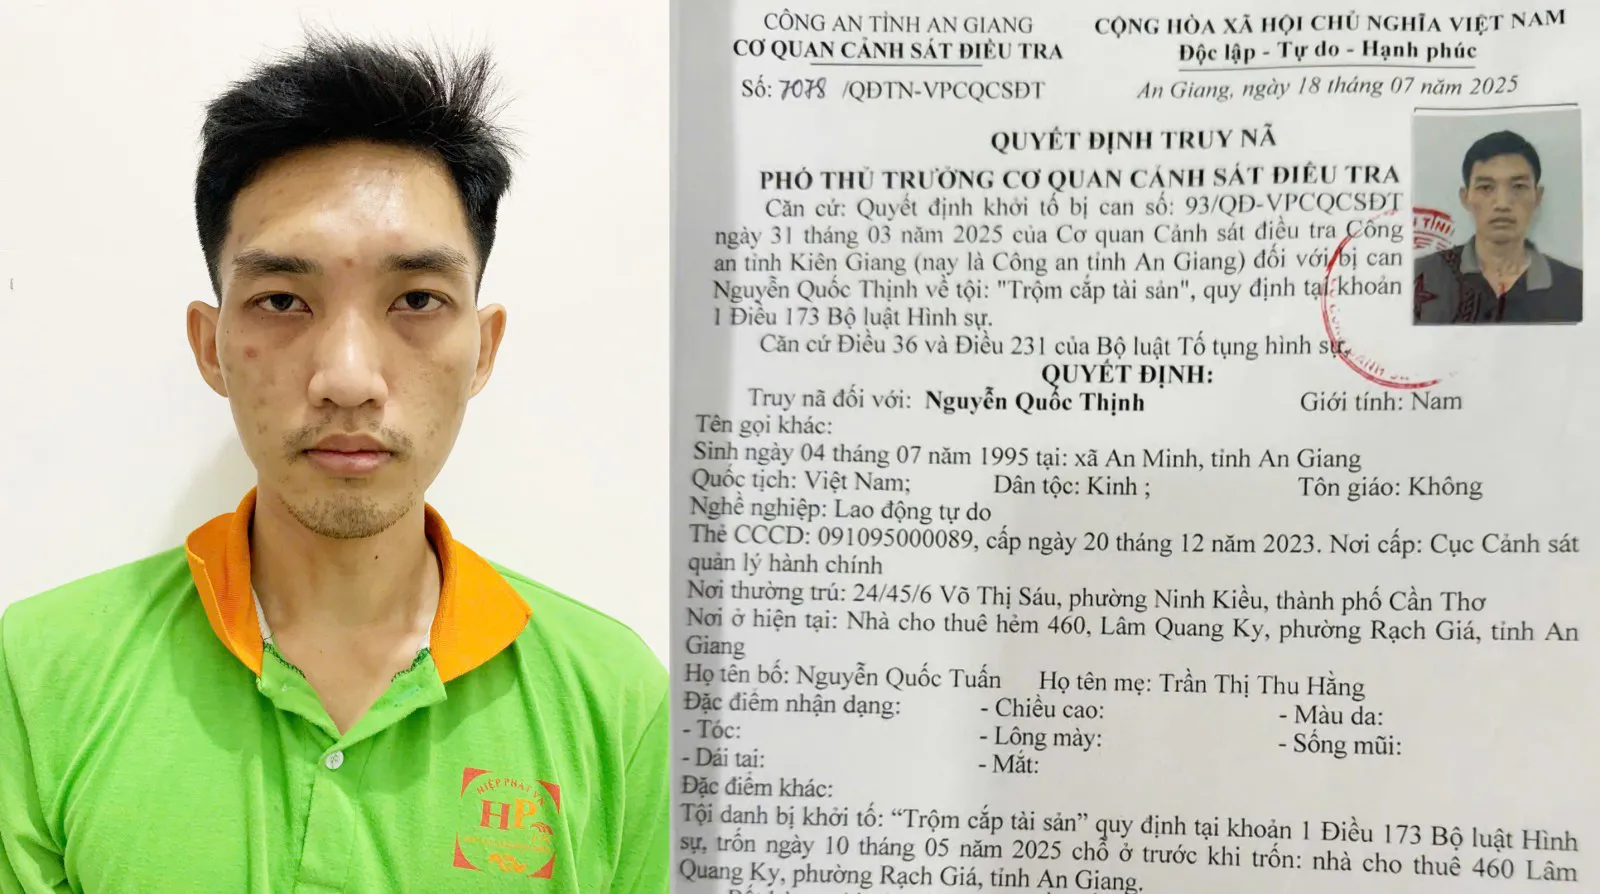 CÔNG AN TỈNH AN GIANG
CƠ QUAN CẢNH SÁT ĐIỀU TRA
Số: 7078 /QĐTN-VPCQCSĐT
CỘNG HÒA XÃ HỘI CHỦ NGHĨA VIỆT NAM
Độc lập - Tự do - Hạnh phúc
An Giang, ngày 18 tháng 07 năm 2025
QUYẾT ĐỊNH TRUY NÃ
PHÓ THỦ TRƯỞNG CƠ QUAN CẢNH SÁT ĐIỀU TRA
Căn cứ: Quyết định khởi tố bị can số: 93/QĐ-VPCQCSĐT
ngày 31 tháng 03 năm 2025 của Cơ quan Cảnh sát điều tra Công
an tỉnh Kiên Giang (nay là Công an tỉnh An Giang) đối với bị can
Nguyễn Quốc Thịnh về tội: "Trộm cắp tài sản", quy định tại khoản
1 Điều 173 Bộ luật Hình sự.
Căn cứ Điều 36 và Điều 231 của Bộ luật Tố tụng hình sự,
QUYẾT ĐỊNH:
Truy nã đối với: Nguyễn Quốc Thịnh Giới tính: Nam
Tên gọi khác:
Sinh ngày 04 tháng 07 năm 1995 tại: xã An Minh, tỉnh An Giang
Quốc tịch: Việt Nam; Dân tộc: Kinh ; Tôn giáo: Không
Nghề nghiệp: Lao động tự do
Thẻ CCCD: 091095000089, cấp ngày 20 tháng 12 năm 2023. Nơi cấp: Cục Cảnh sát
quản lý hành chính
Nơi thường trú: 24/45/6 Võ Thị Sáu, phường Ninh Kiều, thành phố Cần Thơ
Nơi ở hiện tại: Nhà cho thuê hẻm 460, Lâm Quang Ky, phường Rạch Giá, tỉnh An
Giang
Họ tên bố: Nguyễn Quốc Tuấn Họ tên mẹ: Trần Thị Thu Hằng
Đặc điểm nhận dạng: - Chiều cao: - Màu da:
- Tóc: - Lông mày: - Sống mũi:
- Dái tai: - Mắt:
Đặc điểm khác:
Tội danh bị khởi tố: “Trộm cắp tài sản” quy định tại khoản 1 Điều 173 Bộ luật Hình
sự, trốn ngày 10 tháng 05 năm 2025 chỗ ở trước khi trốn: nhà cho thuê 460 Lâm
Quang Ky, phường Rạch Giá, tỉnh An Giang.
HIỆP PHÁT VN
HP